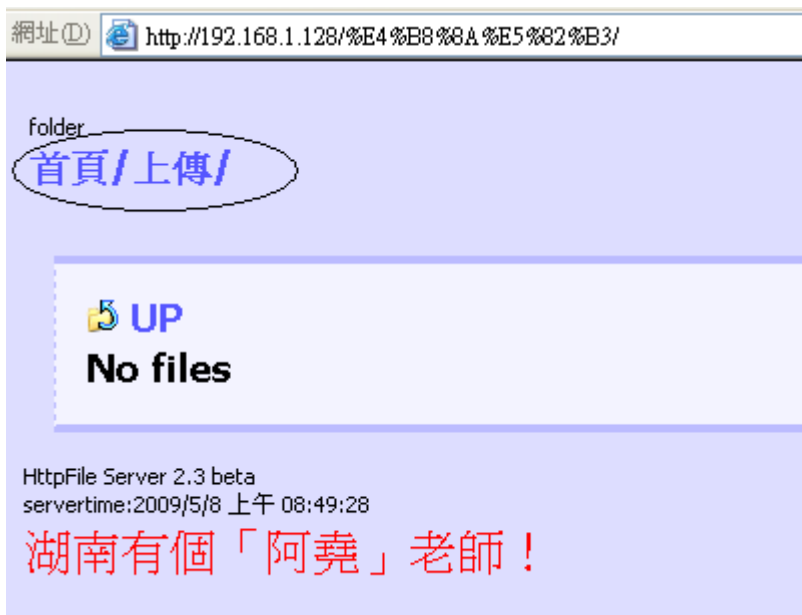 網址(D) http://192.168.1.128/%E4%B8%8A%E5%82%B3/
folder
首頁/上傳/
UP
No files
HttpFile Server 2.3 beta
servertime:2009/5/8 上午 08:49:28
湖南有個「阿堯」老師！